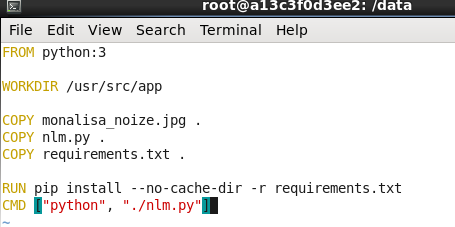 root@a13c3f0d3ee2: /data
File Edit View Search Terminal Help
FROM python:3
WORKDIR /usr/src/app
COPY monalisa_noize.jpg .
COPY nlm.py .
COPY requirements.txt .
RUN pip install --no-cache-dir -r requirements.txt
CMD ["python", "./nlm.py"]
~